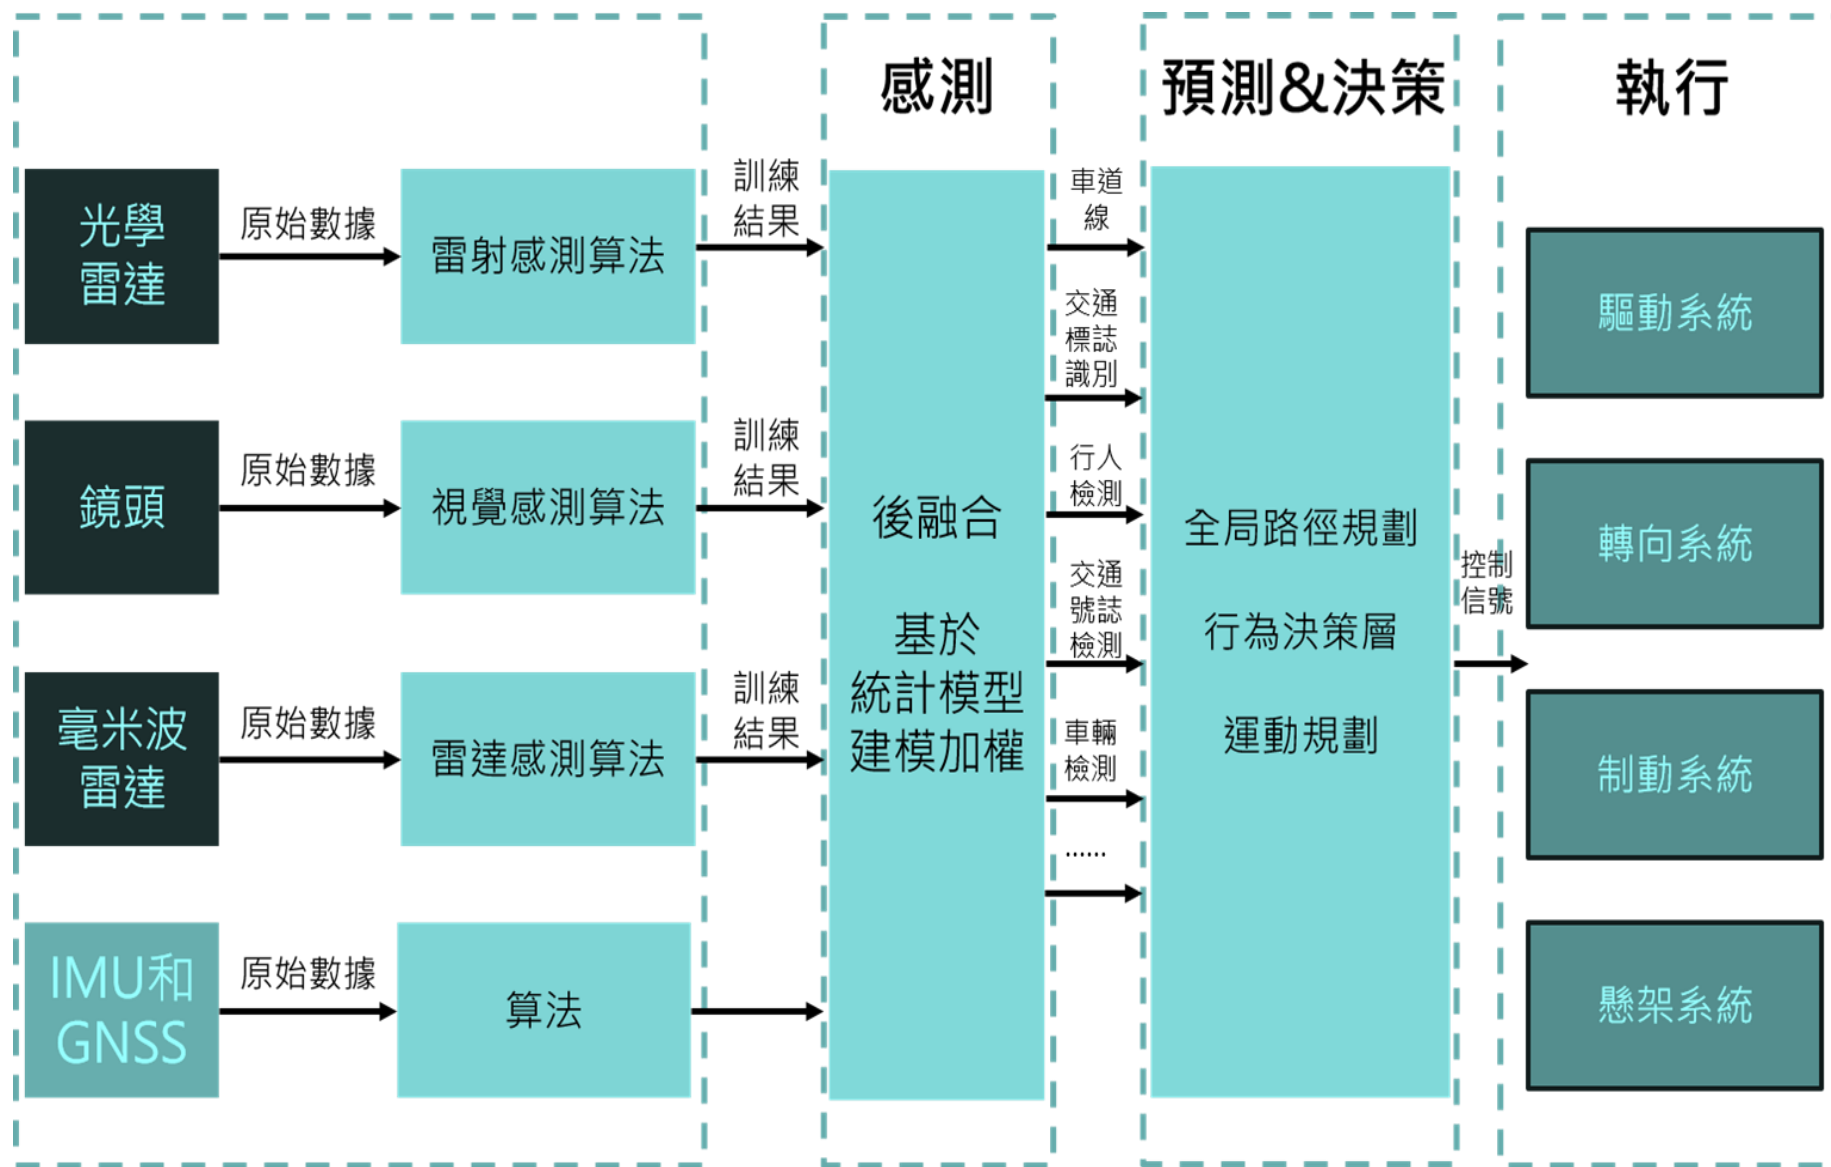 感測
預測&決策
執行
光學
雷達
原始數據
雷射感測算法
訓練
結果
鏡頭
原始數據
視覺感測算法
訓練
結果
毫米波
雷達
原始數據
雷達感測算法
訓練
結果
IMU和
GNSS
原始數據
算法
後融合
基於
統計模型
建模加權
車道
線
交通
標誌
識別
行人
檢測
交通
號誌
檢測
車輛
檢測
......
全局路徑規劃
行為決策層
運動規劃
控制
信號
驅動系統
轉向系統
制動系統
懸架系統